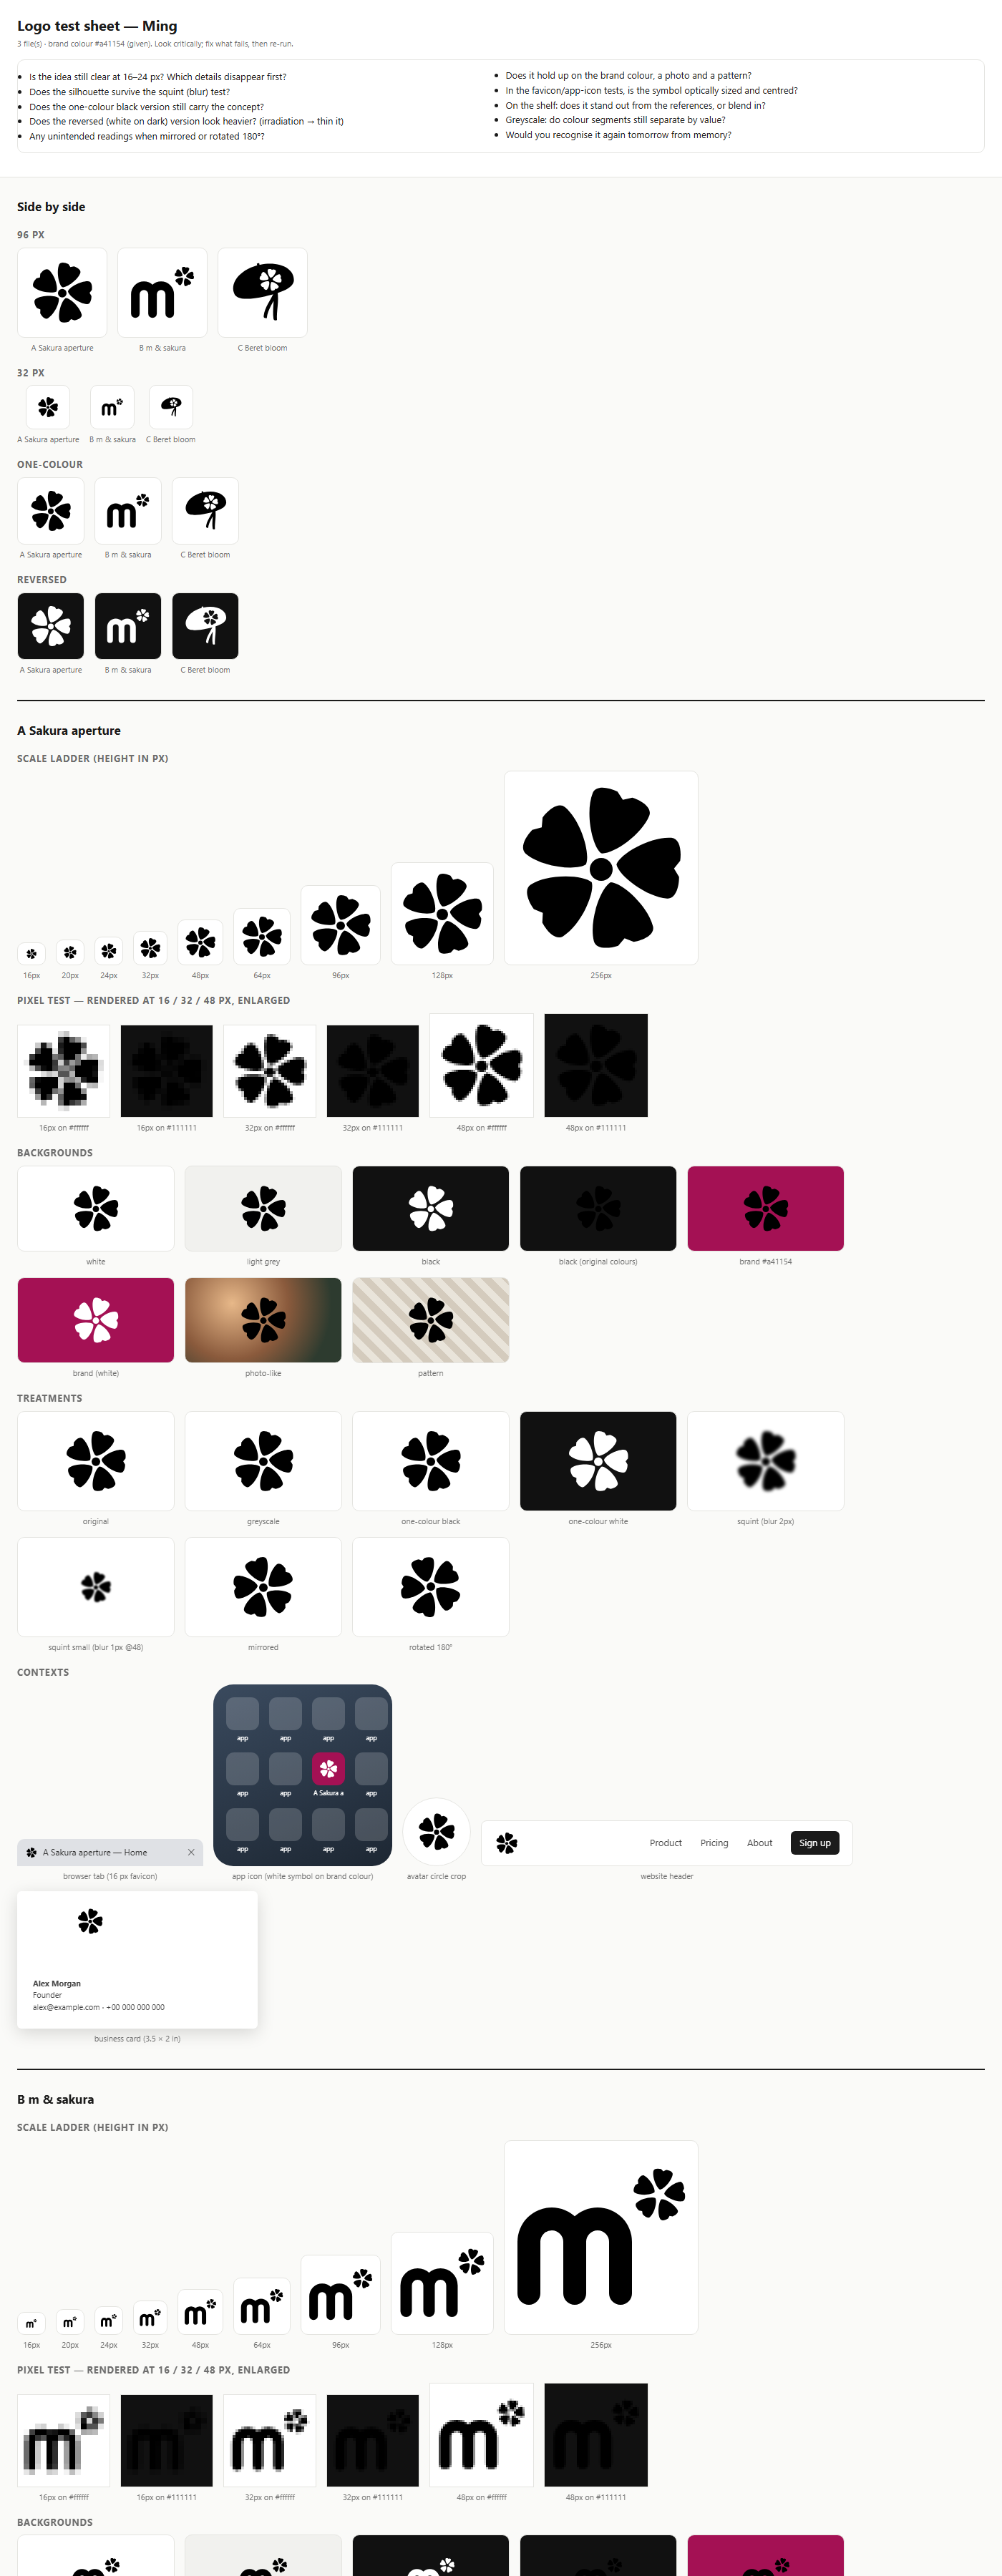 Logo test sheet — Ming
3 file(s) · brand colour #a41154 (given). Look critically; fix what fails, then re-run.
Is the idea still clear at 16–24 px? Which details disappear first?
Does the silhouette survive the squint (blur) test?
Does the one-colour black version still carry the concept?
Does the reversed (white on dark) version look heavier? (irradiation → thin it)
Any unintended readings when mirrored or rotated 180°?
Does it hold up on the brand colour, a photo and a pattern?
In the favicon/app-icon tests, is the symbol optically sized and centred?
On the shelf: does it stand out from the references, or blend in?
Greyscale: do colour segments still separate by value?
Would you recognise it again tomorrow from memory?
Side by side
96 PX
m
A Sakura aperture B m & sakura C Beret bloom
32 PX
m
A Sakura aperture B m & sakura C Beret bloom
ONE-COLOUR
m
A Sakura aperture B m & sakura C Beret bloom
REVERSED
m
A Sakura aperture B m & sakura C Beret bloom
A Sakura aperture
SCALE LADDER (HEIGHT IN PX)
16px 20px 24px 32px 48px 64px 96px 128px 256px
PIXEL TEST — RENDERED AT 16 / 32 / 48 PX, ENLARGED
16px on #ffffff 16px on #111111 32px on #ffffff 32px on #111111 48px on #ffffff 48px on #111111
BACKGROUNDS
white light grey black black (original colours) brand #a41154
brand (white) photo-like pattern
TREATMENTS
original greyscale one-colour black one-colour white squint (blur 2px)
squint small (blur 1px @48) mirrored rotated 180°
CONTEXTS
app app app app
app app A Sakura a app
app app app app
A Sakura aperture — Home ×
Product Pricing About Sign up
browser tab (16 px favicon) app icon (white symbol on brand colour) avatar circle crop website header
Alex Morgan
Founder
alex@example.com · +00 000 000 000
business card (3.5 × 2 in)
B m & sakura
SCALE LADDER (HEIGHT IN PX)
m m m m m m m m m
16px 20px 24px 32px 48px 64px 96px 128px 256px
PIXEL TEST — RENDERED AT 16 / 32 / 48 PX, ENLARGED
m m m m m m
16px on #ffffff 16px on #111111 32px on #ffffff 32px on #111111 48px on #ffffff 48px on #111111
BACKGROUNDS